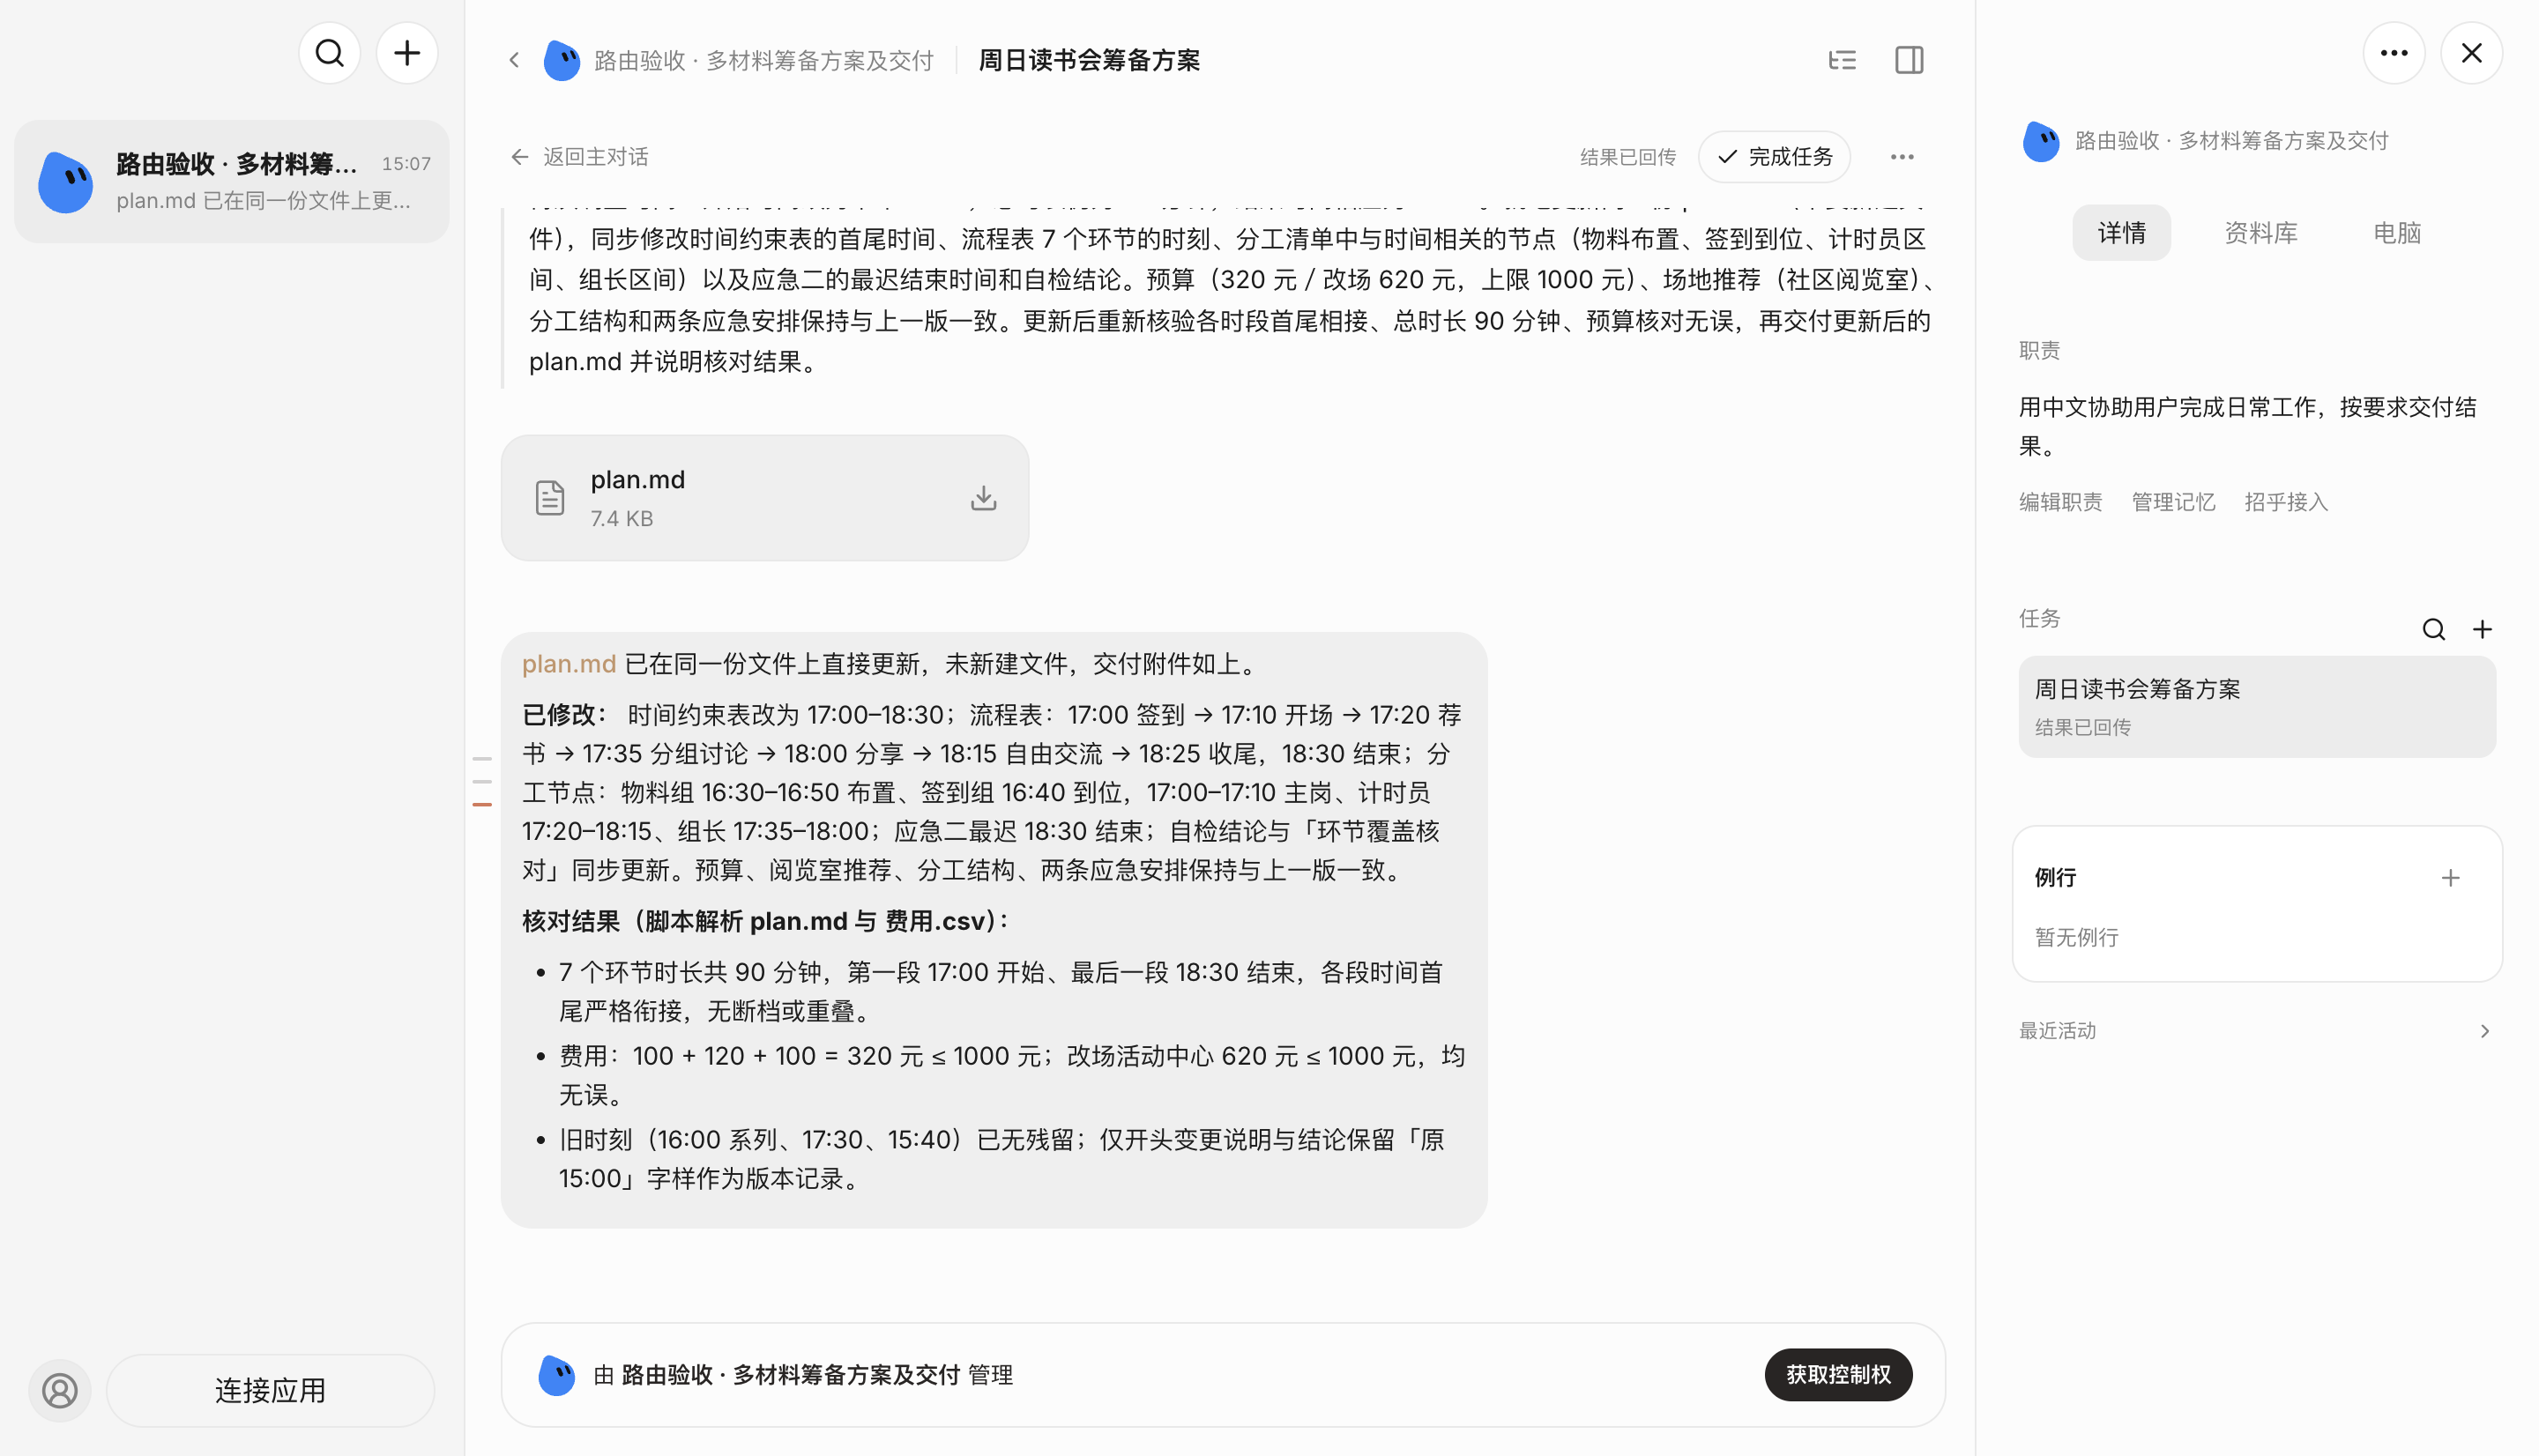 路由验收 · 多材料筹...
15:07
plan.md 已在同一份文件上更...
连接应用
路由验收 · 多材料筹备方案及交付
周日读书会筹备方案
返回主对话
结果已回传
完成任务
件），同步修改时间约束表的首尾时间、流程表 7 个环节的时刻、分工清单中与时间相关的节点（物料布置、签到到位、计时员区
间、组长区间）以及应急二的最迟结束时间和自检结论。预算（320 元 / 改场 620 元，上限 1000 元）、场地推荐（社区阅览室）、
分工结构和两条应急安排保持与上一版一致。更新后重新核验各时段首尾相接、总时长 90 分钟、预算核对无误，再交付更新后的
plan.md 并说明核对结果。
plan.md
7.4 KB
plan.md 已在同一份文件上直接更新，未新建文件，交付附件如上。
已修改： 时间约束表改为 17:00–18:30；流程表：17:00 签到 → 17:10 开场 → 17:20 荐
书 → 17:35 分组讨论 → 18:00 分享 → 18:15 自由交流 → 18:25 收尾，18:30 结束；分
工节点：物料组 16:30–16:50 布置、签到组 16:40 到位，17:00–17:10 主岗、计时员
17:20–18:15、组长 17:35–18:00；应急二最迟 18:30 结束；自检结论与「环节覆盖核
对」同步更新。预算、阅览室推荐、分工结构、两条应急安排保持与上一版一致。
核对结果（脚本解析 plan.md 与 费用.csv）：
• 7 个环节时长共 90 分钟，第一段 17:00 开始、最后一段 18:30 结束，各段时间首
尾严格衔接，无断档或重叠。
• 费用：100 + 120 + 100 = 320 元 ≤ 1000 元；改场活动中心 620 元 ≤ 1000 元，均
无误。
• 旧时刻（16:00 系列、17:30、15:40）已无残留；仅开头变更说明与结论保留「原
15:00」字样作为版本记录。
由 路由验收 · 多材料筹备方案及交付 管理
获取控制权
路由验收 · 多材料筹备方案及交付
详情
资料库
电脑
职责
用中文协助用户完成日常工作，按要求交付结
果。
编辑职责
管理记忆
招乎接入
任务
周日读书会筹备方案
结果已回传
例行
暂无例行
最近活动